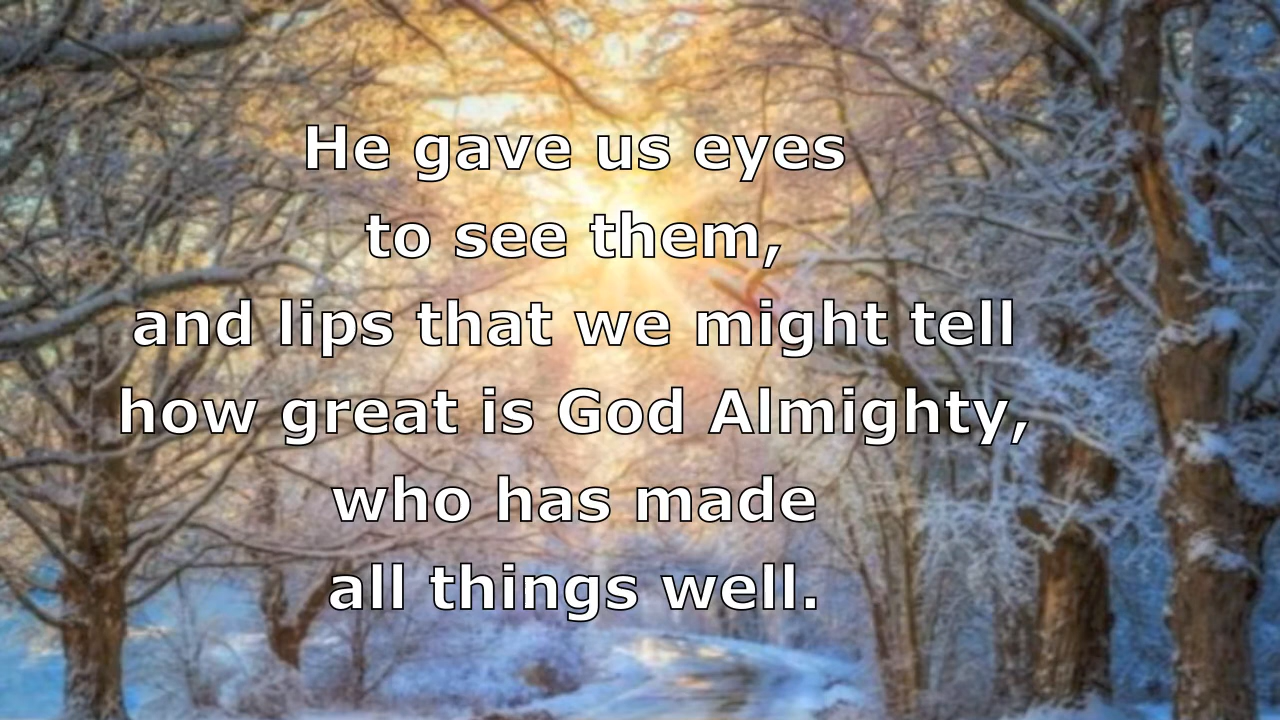 He gave us eyes
to see them,
and lips that we might tell
how great is God Almighty,
who has made
all things well.